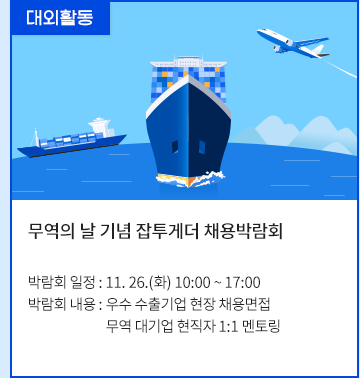 대외활동
무역의 날 기념 잡투게더 채용박람회
박람회 일정 : 11. 26.(화) 10:00 ~ 17:00
박람회 내용 : 우수 수출기업 현장 채용면접
무역 대기업 현직자 1:1 멘토링